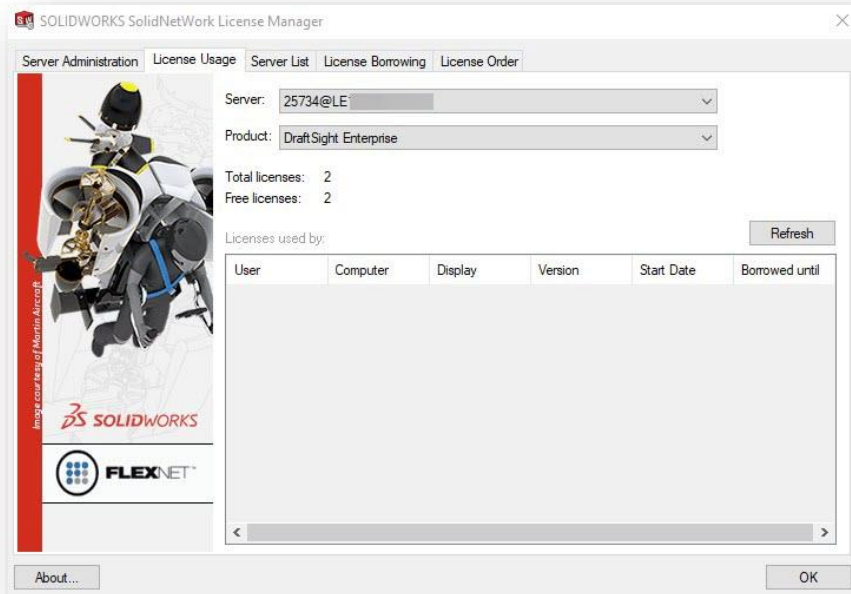 SOLIDWORKS SolidNetWork License Manager
Server Administration License Usage Server List License Borrowing License Order
Server: 25734@LE
Product: DraftSight Enterprise
Total licenses: 2
Free licenses: 2
Licenses used by:
Refresh
User Computer Display Version Start Date Borrowed until
Image courtesy of Martin Aircraft
SOLIDWORKS
FLEXNET
About...
OK